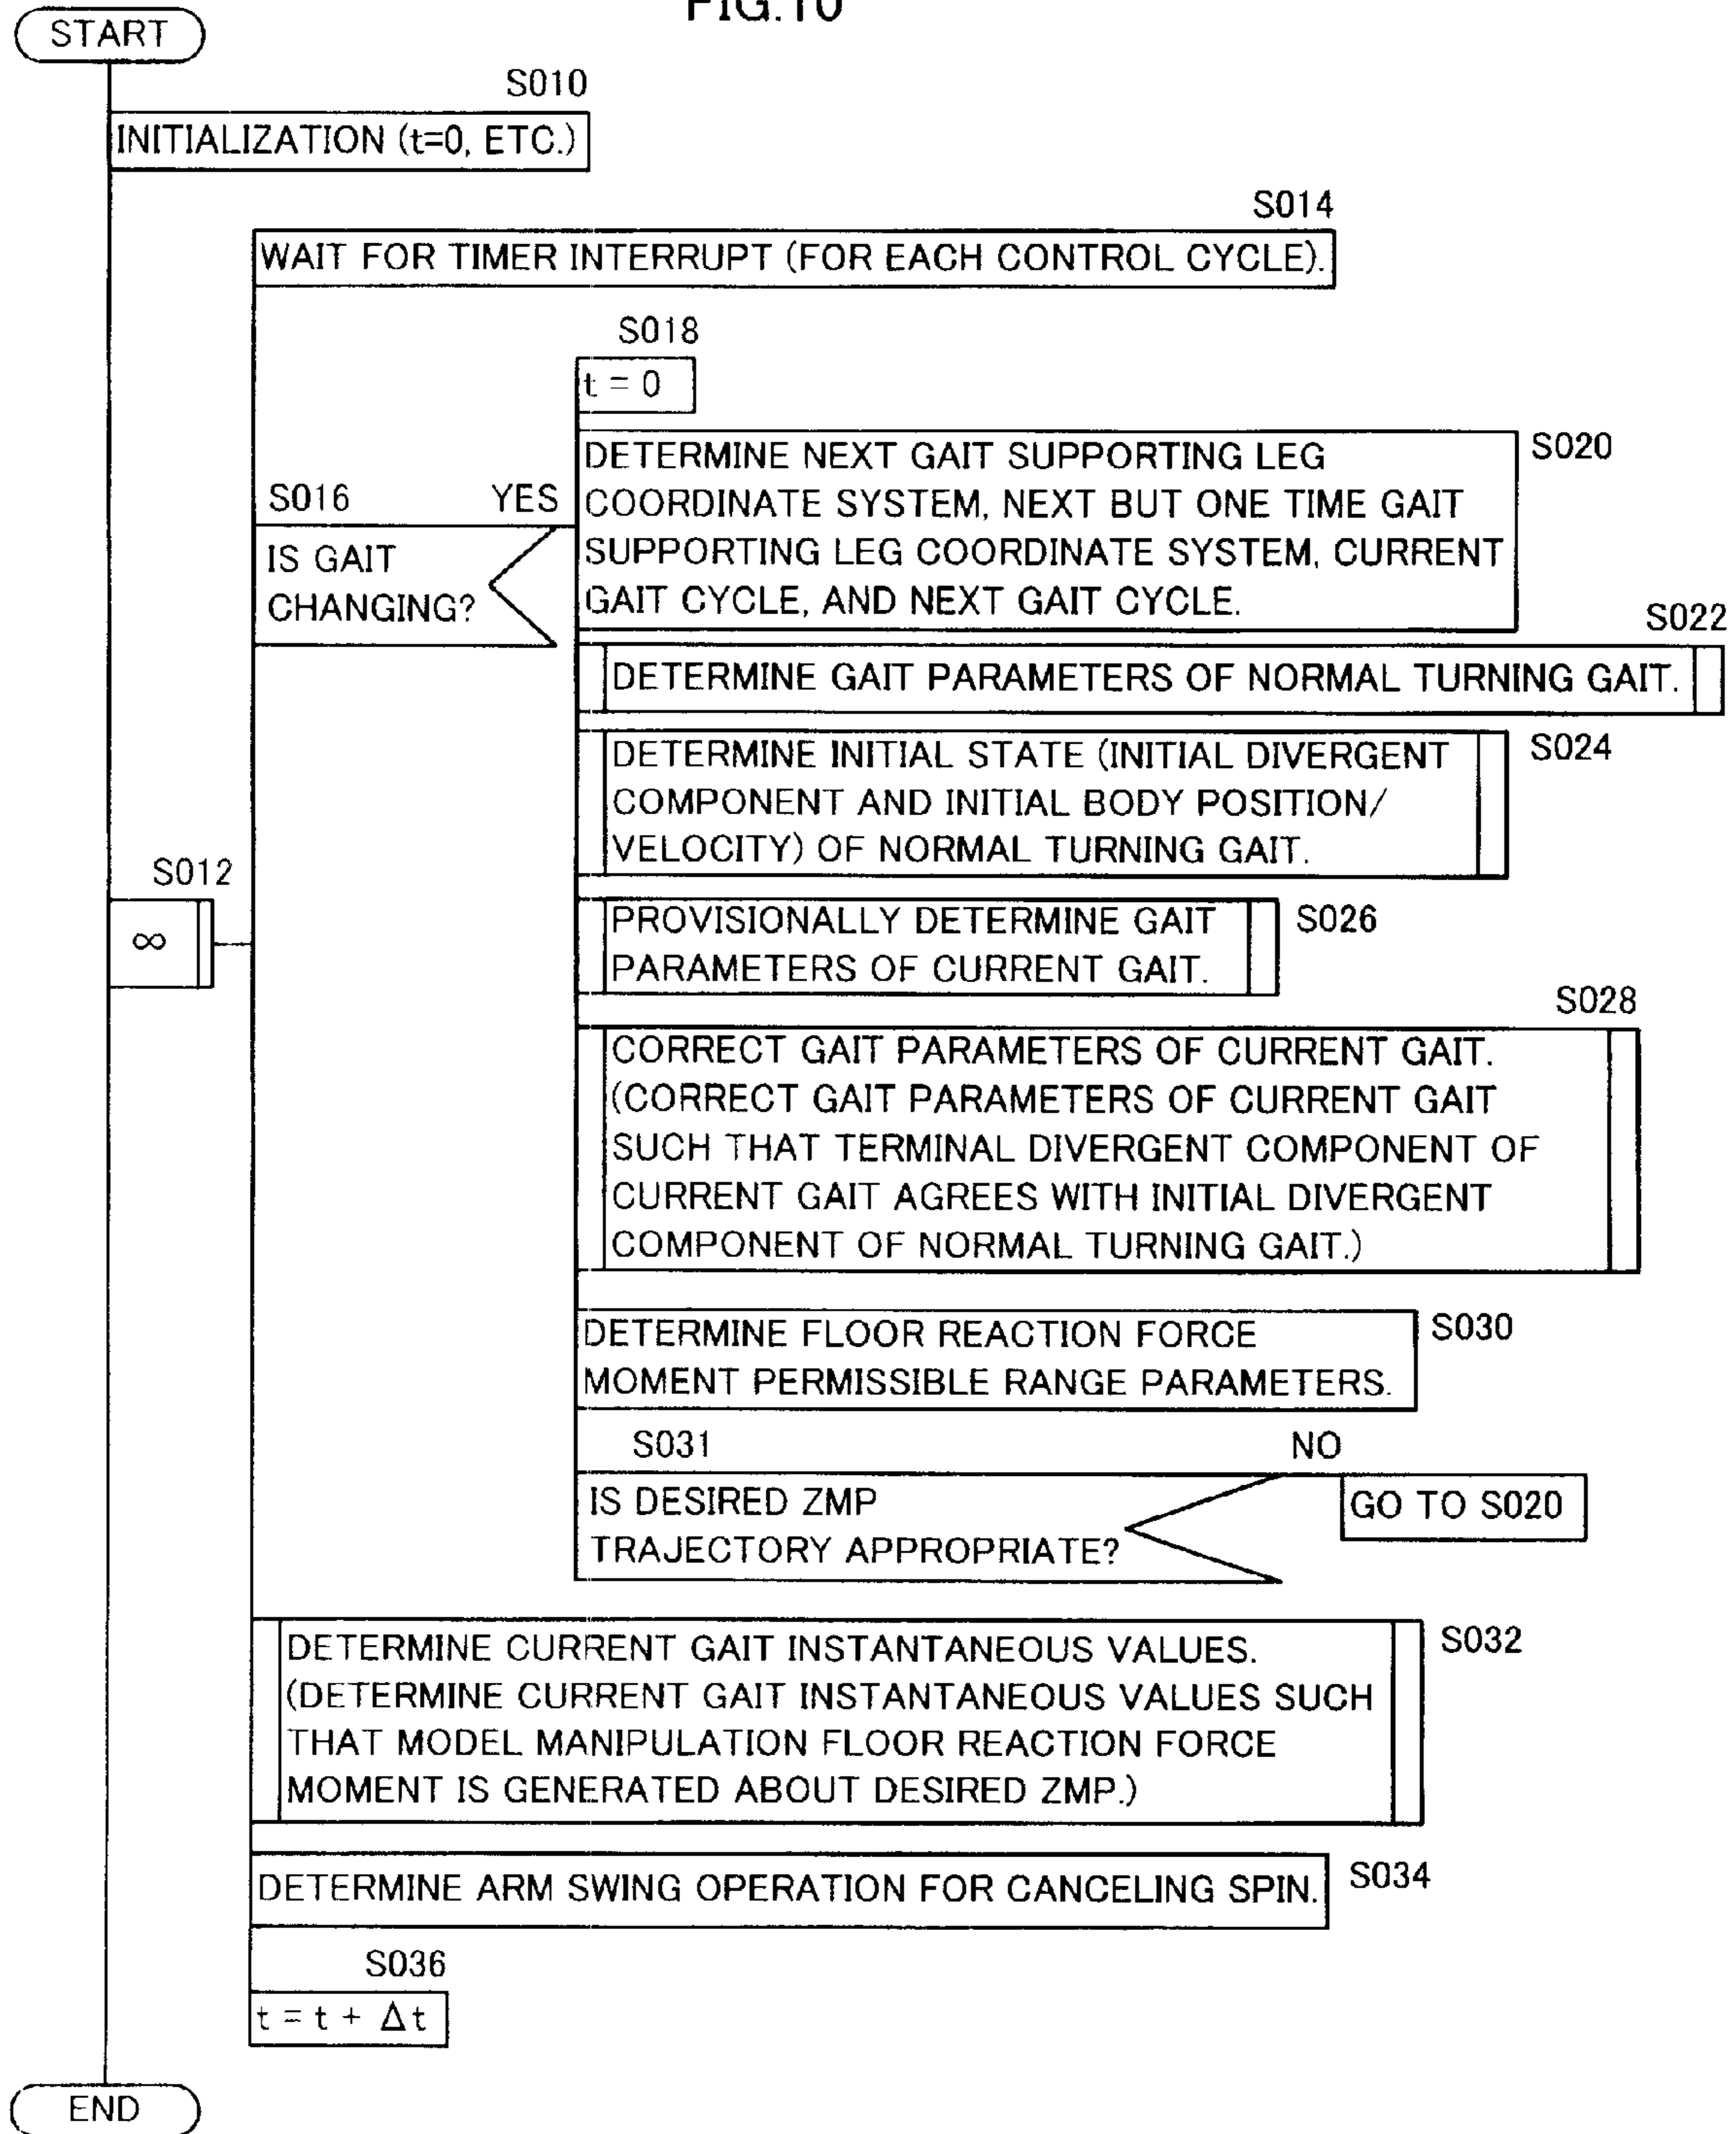 FIG.10
START
S010
INITIALIZATION (t=0, ETC.)
S014
WAIT FOR TIMER INTERRUPT (FOR EACH CONTROL CYCLE).
S018
t = 0
S020
DETERMINE NEXT GAIT SUPPORTING LEG
COORDINATE SYSTEM, NEXT BUT ONE TIME GAIT
SUPPORTING LEG COORDINATE SYSTEM, CURRENT
GAIT CYCLE, AND NEXT GAIT CYCLE.
S016 YES
IS GAIT
CHANGING?
S022
DETERMINE GAIT PARAMETERS OF NORMAL TURNING GAIT.
S024
DETERMINE INITIAL STATE (INITIAL DIVERGENT
COMPONENT AND INITIAL BODY POSITION/
VELOCITY) OF NORMAL TURNING GAIT.
S012
∞
S026
PROVISIONALLY DETERMINE GAIT
PARAMETERS OF CURRENT GAIT.
S028
CORRECT GAIT PARAMETERS OF CURRENT GAIT.
(CORRECT GAIT PARAMETERS OF CURRENT GAIT
SUCH THAT TERMINAL DIVERGENT COMPONENT OF
CURRENT GAIT AGREES WITH INITIAL DIVERGENT
COMPONENT OF NORMAL TURNING GAIT.)
S030
DETERMINE FLOOR REACTION FORCE
MOMENT PERMISSIBLE RANGE PARAMETERS.
S031 NO
IS DESIRED ZMP
TRAJECTORY APPROPRIATE?
GO TO S020
S032
DETERMINE CURRENT GAIT INSTANTANEOUS VALUES.
(DETERMINE CURRENT GAIT INSTANTANEOUS VALUES SUCH
THAT MODEL MANIPULATION FLOOR REACTION FORCE
MOMENT IS GENERATED ABOUT DESIRED ZMP.)
S034
DETERMINE ARM SWING OPERATION FOR CANCELING SPIN.
S036
t = t + Δt
END